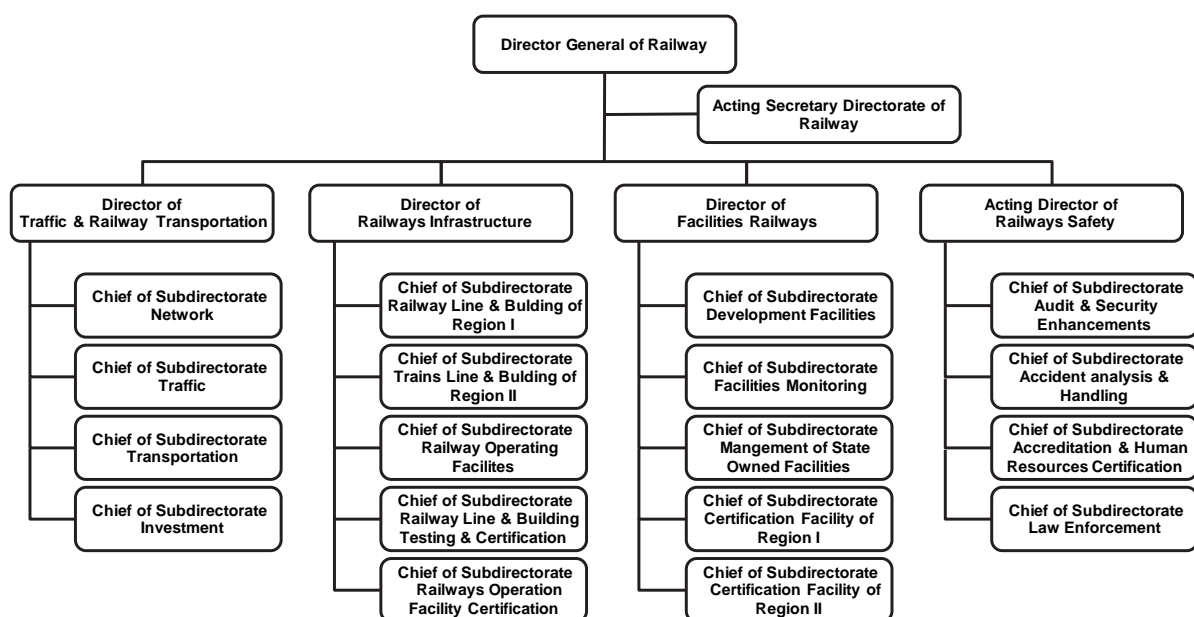 Director General of Railway
Acting Secretary Directorate of
Railway
Director of
Traffic & Railway Transportation
Director of
Railways Infrastructure
Director of
Facilities Railways
Acting Director of
Railways Safety
Chief of Subdirectorate
Network
Chief of Subdirectorate
Traffic
Chief of Subdirectorate
Transportation
Chief of Subdirectorate
Investment
Chief of Subdirectorate
Railway Line & Bulding of
Region I
Chief of Subdirectorate
Trains Line & Bulding of
Region II
Chief of Subdirectorate
Railway Operating
Facilites
Chief of Subdirectorate
Railway Line & Building
Testing & Certification
Chief of Subdirectorate
Railways Operation
Facility Certification
Chief of Subdirectorate
Development Facilities
Chief of Subdirectorate
Facilities Monitoring
Chief of Subdirectorate
Mangement of State
Owned Facilities
Chief of Subdirectorate
Certification Facility of
Region I
Chief of Subdirectorate
Certification Facility of
Region II
Chief of Subdirectorate
Audit & Security
Enhancements
Chief of Subdirectorate
Accident analysis &
Handling
Chief of Subdirectorate
Accreditation & Human
Resources Certification
Chief of Subdirectorate
Law Enforcement